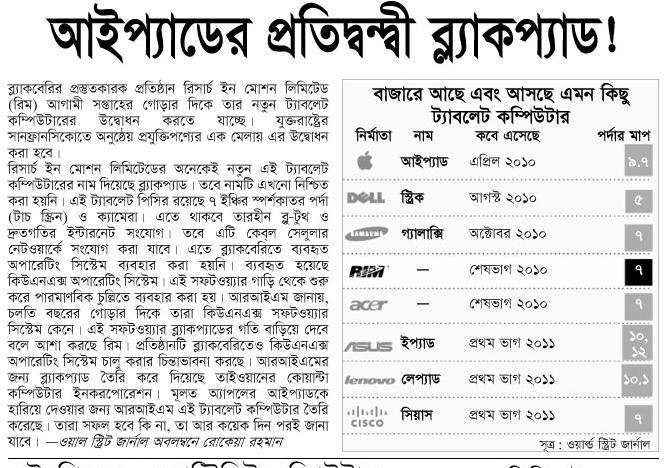 আইপ্যাডের প্রতিদ্বন্দ্বী ব্ল্যাকপ্যাড!
ব্ল্যাকবেরির প্রস্তুতকারক প্রতিষ্ঠান রিসার্চ ইন মোশন লিমিটেড
(রিম) আগামী সপ্তাহের গোড়ার দিকে তার নতুন ট্যাবলেট
কম্পিউটারের উদ্বোধন করতে যাচ্ছে। যুক্তরাষ্ট্রের
সানফ্রানসিকোতে অনুষ্ঠেয় প্রযুক্তিপণ্যের এক মেলায় এর উদ্বোধন
করা হবে।
রিসার্চ ইন মোশন লিমিটেডের অনেকেই নতুন এই ট্যাবলেট
কম্পিউটারের নাম দিয়েছে ব্ল্যাকপ্যাড। তবে নামটি এখনো নিশ্চিত
করা হয়নি। এই ট্যাবলেট পিসির রয়েছে ৭ ইঞ্চির স্পর্শকাতর পর্দা
(টাচ স্ক্রিন) ও ক্যামেরা। এতে থাকবে তারহীন ব্লু-টুথ ও
দ্রুতগতির ইন্টারনেট সংযোগ। তবে এটি কেবল সেলুলার
নেটওয়ার্কে সংযোগ করা যাবে। এতে ব্ল্যাকবেরিতে ব্যবহৃত
অপারেটিং সিস্টেম ব্যবহার করা হয়নি। ব্যবহৃত হয়েছে
কিউএনএক্স অপারেটিং সিস্টেম। এই সফটওয়্যার গাড়ি থেকে শুরু
করে পারমাণবিক চুল্লিতে ব্যবহার করা হয়। আরআইএম জানায়,
চলতি বছরের গোড়ার দিকে তারা কিউএনএক্স সফটওয়্যার
সিস্টেম কেনে। এই সফটওয়্যার ব্ল্যাকপ্যাডের গতি বাড়িয়ে দেবে
বলে আশা করছে রিম। প্রতিষ্ঠানটি ব্ল্যাকবেরিতেও কিউএনএক্স
অপারেটিং সিস্টেম চালু করার চিন্তাভাবনা করছে। আরআইএমের
জন্য ব্ল্যাকপ্যাড তৈরি করে দিয়েছে তাইওয়ানের কোয়ান্টা
কম্পিউটার ইনকরপোরেশন। মূলত অ্যাপলের আইপ্যাডকে
হারিয়ে দেওয়ার জন্য আরআইএম এই ট্যাবলেট কম্পিউটার তৈরি
করেছে। তারা সফল হবে কি না, তা আর কয়েক দিন পরই জানা
যাবে। —ওয়াল স্ট্রিট জার্নাল অবলম্বনে রোকেয়া রহমান
বাজারে আছে এবং আসছে এমন কিছু
ট্যাবলেট কম্পিউটার
নির্মাতা নাম কবে এসেছে পর্দার মাপ
আইপ্যাড এপ্রিল ২০১০ ৯.৭
DELL স্ট্রিক আগস্ট ২০১০ ৫
SAMSUNG গ্যালাক্সি অক্টোবর ২০১০ ৭
RIM — শেষভাগ ২০১০ ৭
acer — শেষভাগ ২০১০ ৭
ASUS ইপ্যাড প্রথম ভাগ ২০১১ ১০, ১২
lenovo লেপ্যাড প্রথম ভাগ ২০১১ ১০.১
CISCO সিয়াস প্রথম ভাগ ২০১১ ৭
সূত্র : ওয়ার্ল্ড স্ট্রিট জার্নাল